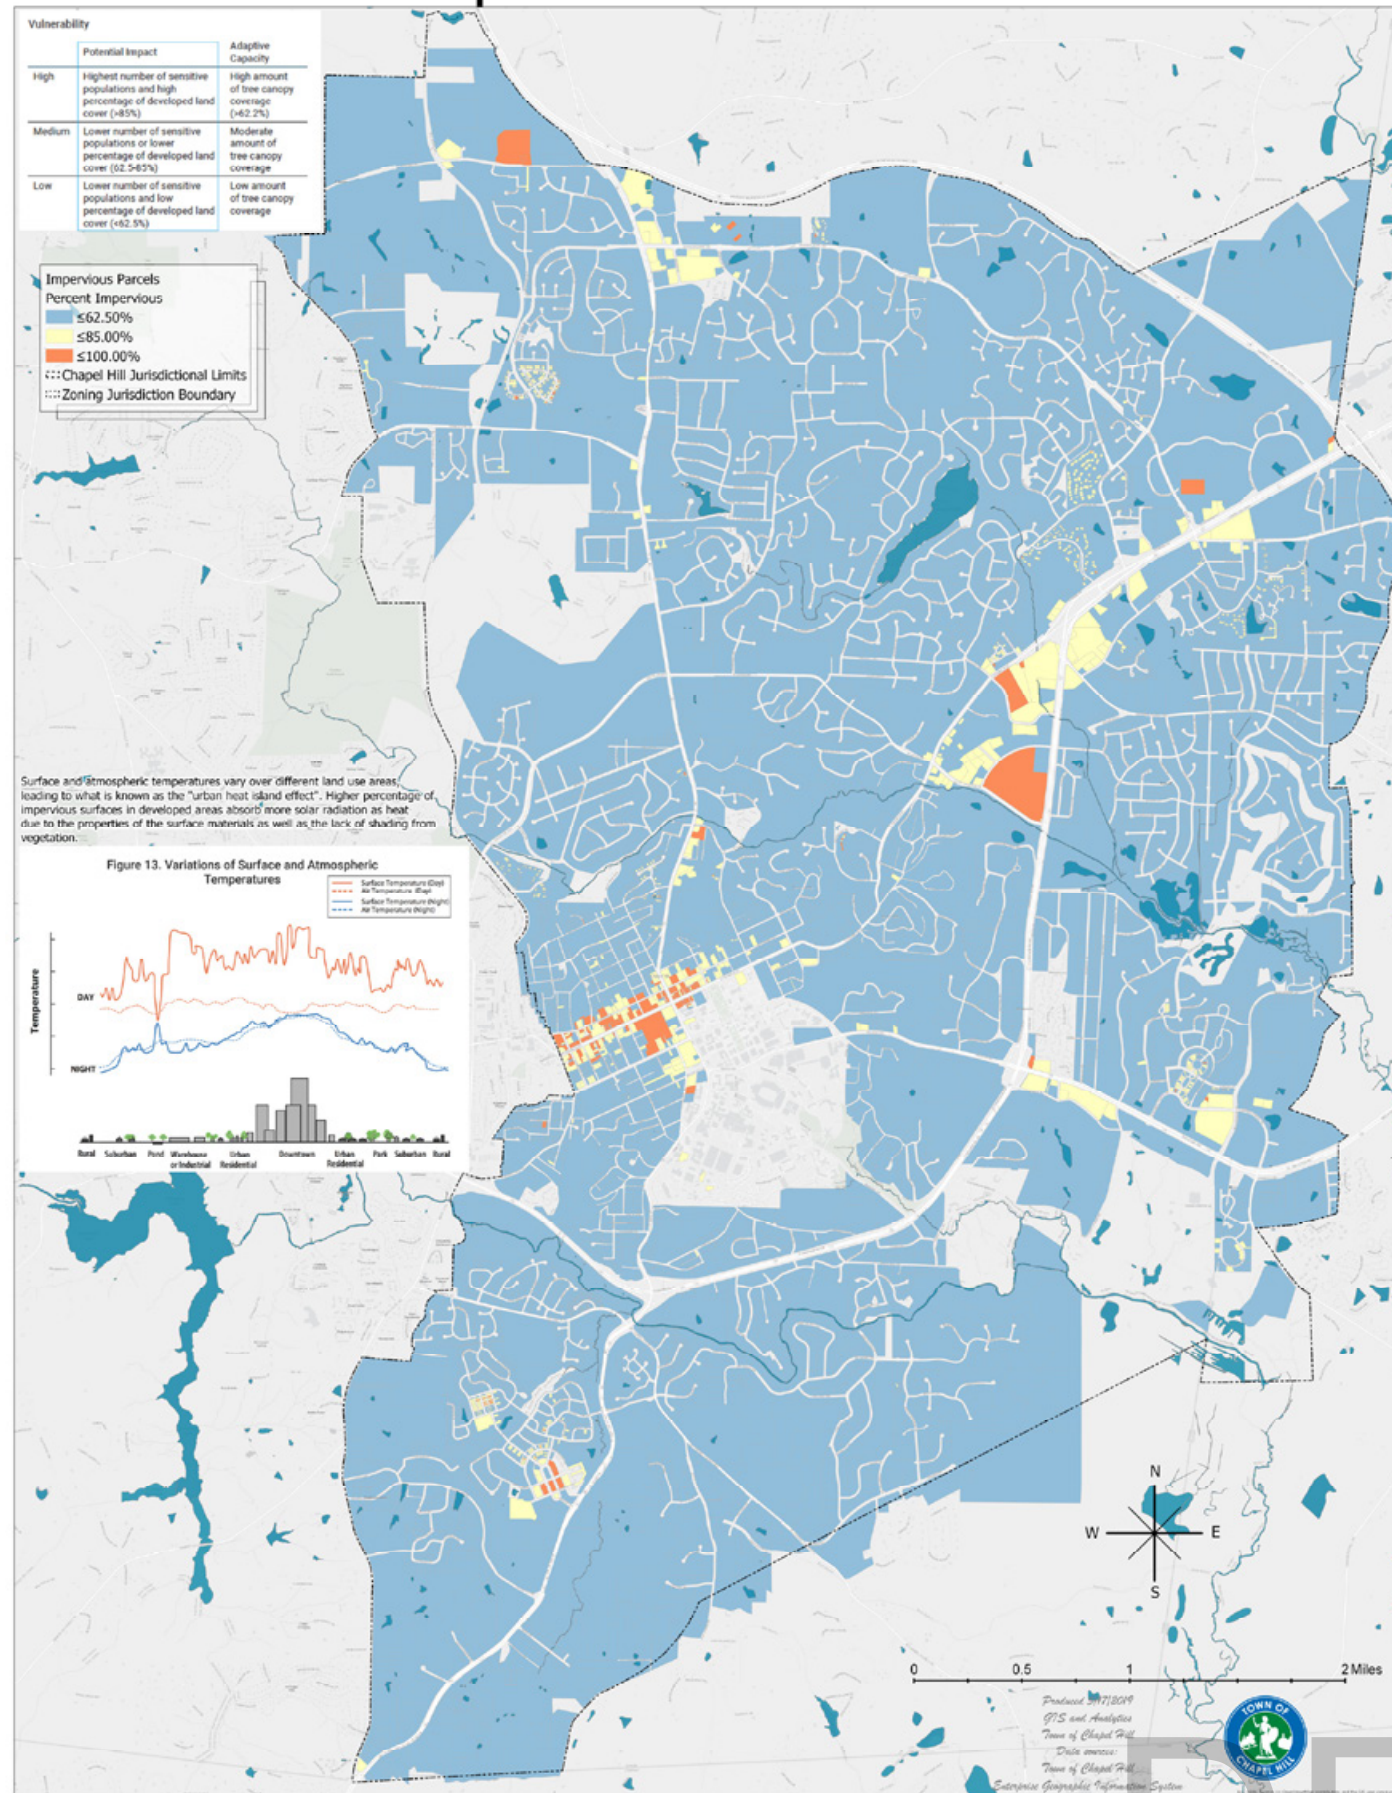 Vulnerability
Potential Impact
Adaptive
Capacity
High
Highest number of sensitive
populations and high
percentage of developed land
cover (>85%)
High amount
of tree canopy
coverage
(>62.2%)
Medium
Lower number of sensitive
populations or lower
percentage of developed land
cover (62.5-85%)
Moderate
amount of
tree canopy
coverage
Low
Lower number of sensitive
populations and low
percentage of developed land
cover (<62.5%)
Low amount
of tree canopy
coverage
Impervious Parcels
Percent Impervious
≤62.50%
≤85.00%
≤100.00%
Chapel Hill Jurisdictional Limits
Zoning Jurisdiction Boundary
Surface and atmospheric temperatures vary over different land use areas,
leading to what is known as the "urban heat island effect". Higher percentage of
impervious surfaces in developed areas absorb more solar radiation as heat
due to the properties of the surface materials as well as the lack of shading from
vegetation.
Figure 13. Variations of Surface and Atmospheric
Temperatures
Surface Temperature (Day)
Air Temperature (Day)
Surface Temperature (Night)
Air Temperature (Night)
Temperature
DAY
NIGHT
Rural
Suburban
Pond
Warehouse
or Industrial
Urban
Residential
Downtown
Urban
Residential
Park
Suburban
Rural
N
W
E
S
0
0.5
1
2 Miles
Produced
GIS and Analytics
Town of Chapel Hill
Data sources:
Town of Chapel Hill
Enterprise Geographic Information System
TOWN OF
CHAPEL HILL